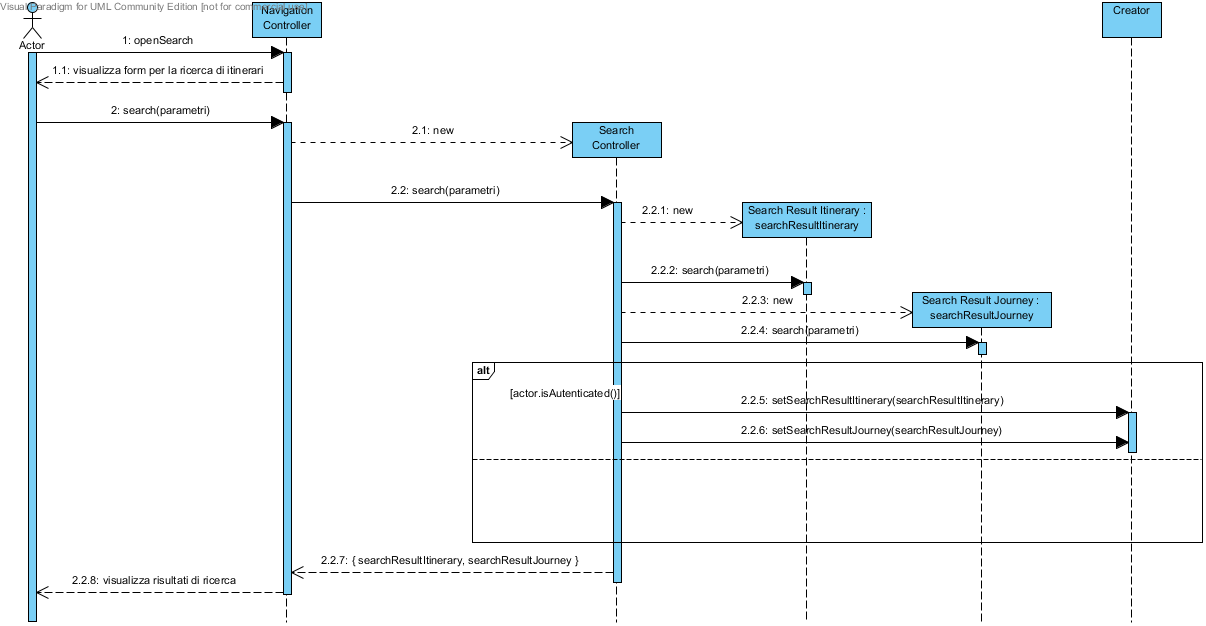 Visual Paradigm for UML Community Edition [not for commercial use]
Navigation
Controller
Creator
Actor
1: openSearch
1.1: visualizza form per la ricerca di itinerari
2: search(parametri)
2.1: new
Search
Controller
2.2: search(parametri)
2.2.1: new
Search Result Itinerary :
searchResultItinerary
2.2.2: search(parametri)
2.2.3: new
Search Result Journey :
searchResultJourney
2.2.4: search(parametri)
alt
[actor.isAutenticated()]
2.2.5: setSearchResultItinerary(searchResultItinerary)
2.2.6: setSearchResultJourney(searchResultJourney)
2.2.7: { searchResultItinerary, searchResultJourney }
2.2.8: visualizza risultati di ricerca